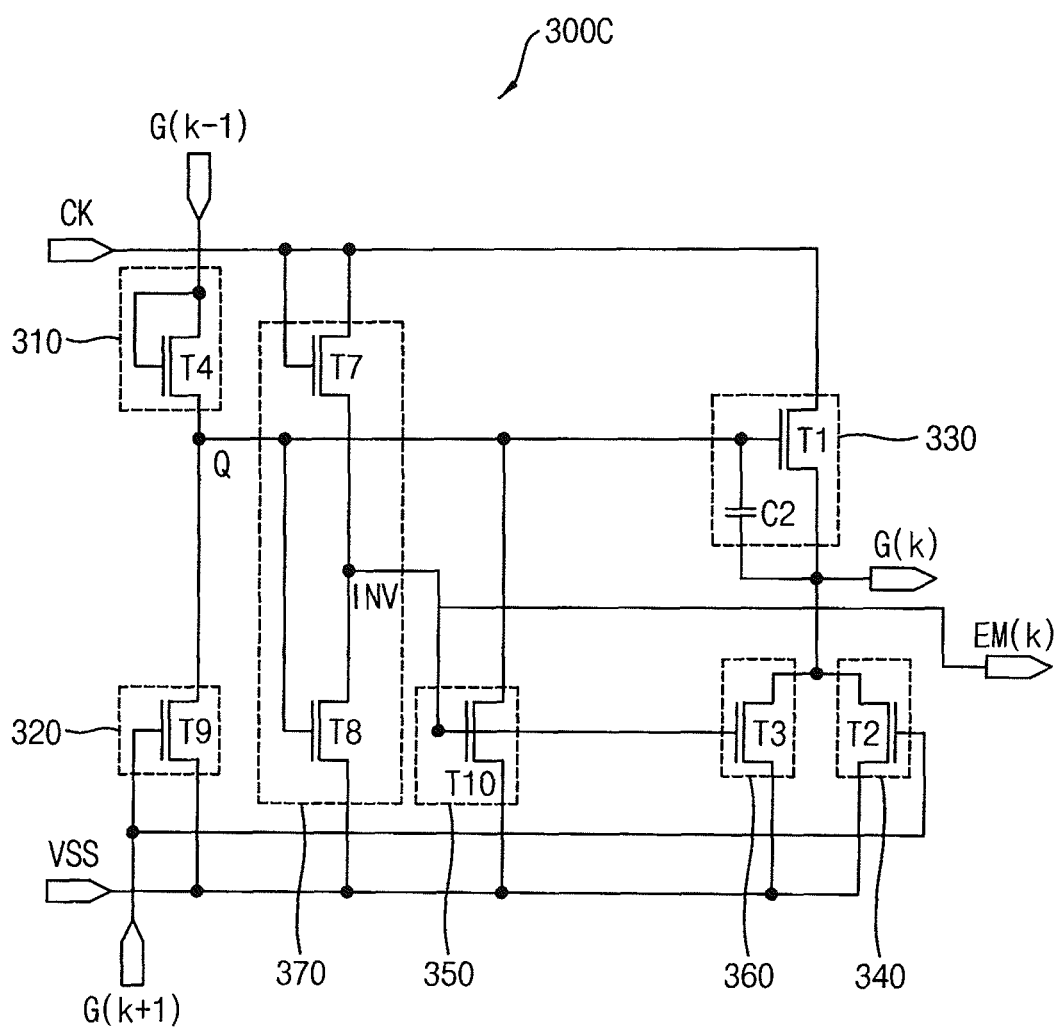 300C
G(k-1)
CK
310
T4
T7
T1
330
Q
C2
G(k)
INV
EM(k)
320
T9
T8
T10
T3
T2
VSS
370
350
360
340
G(k+1)